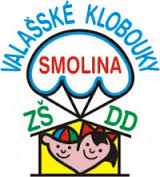 VALAŠSKÉ KLOBOUKY
SMOLINA
ZŠ DD